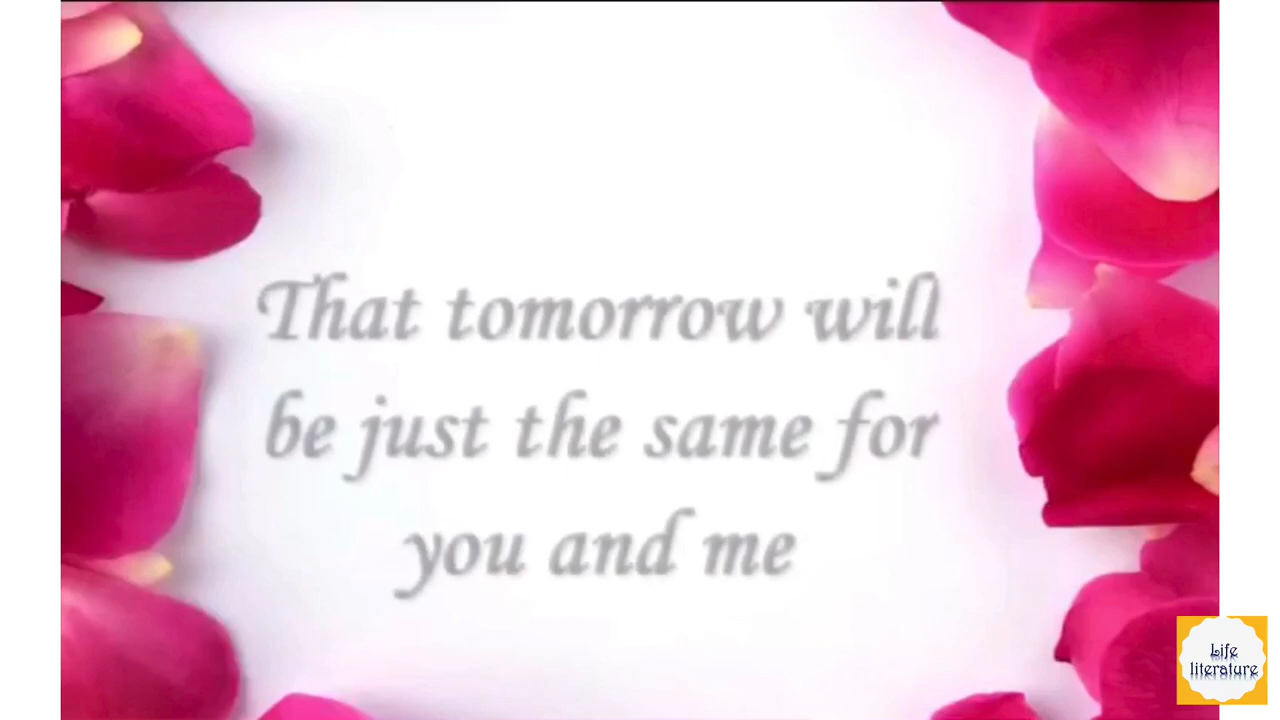 That tomorrow will
be just the same for
you and me
Life
literature